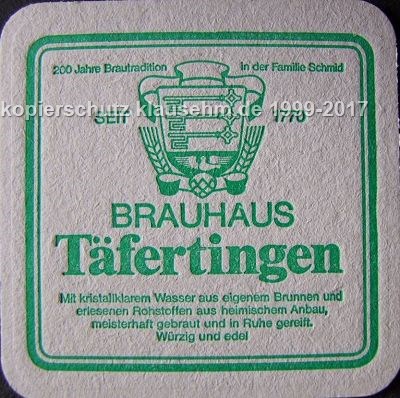 200 Jahre Brautradition in der Familie Schmid
kopierschutz klausehm.de 1999-2017
SEIT 1770
BRAUHAUS
Täfertingen
Mit kristallklarem Wasser aus eigenem Brunnen und
erlesenen Rohstoffen aus heimischem Anbau,
meisterhaft gebraut und in Ruhe gereift.
Würzig und edel